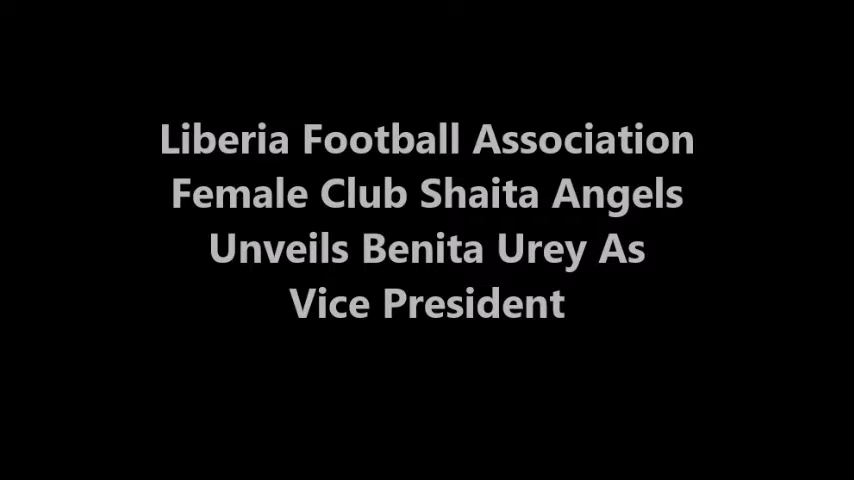 Liberia Football Association
Female Club Shaita Angels
Unveils Benita Urey As
Vice President